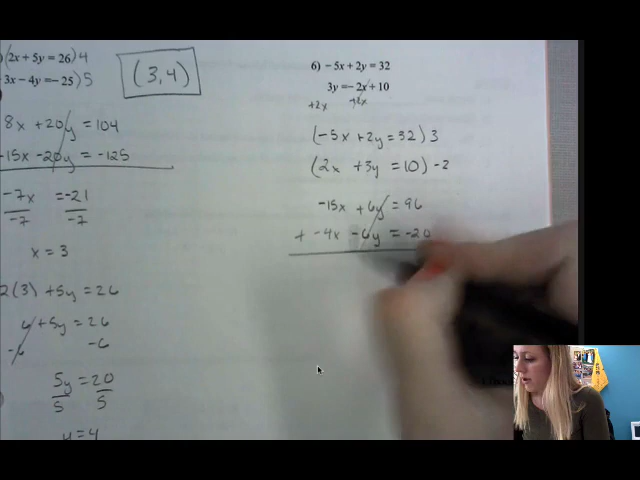 (2x + 5y = 26) 4
3x - 4y = -25) 5
(3,4)
8x + 20y = 104
-15x - 20y = -125
-7x = -21
-7 -7
x = 3
2(3) + 5y = 26
6 + 5y = 26
-6 -6
5y = 20
5 5
y = 4
6) -5x + 2y = 32
3y = -2x + 10
+2x +2x
(-5x + 2y = 32) 3
(2x + 3y = 10) -2
-15x + 6y = 96
+ -4x - 6y = -20